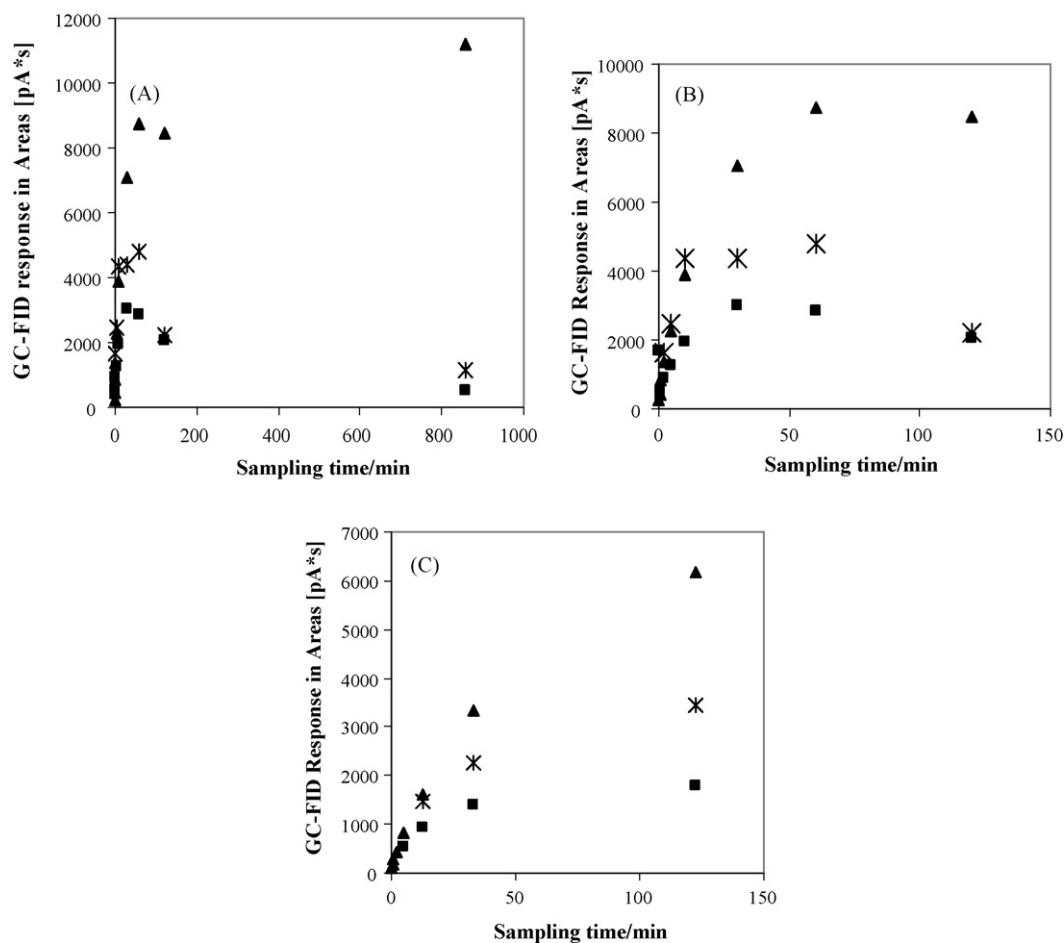 GC-FID response in Areas [pA*s]
(A)
12000
10000
8000
6000
4000
2000
0
0 200 400 600 800 1000
Sampling time/min
GC-FID Response in Areas [pA*s]
(B)
10000
8000
6000
4000
2000
0
0 50 100 150
Sampling time/min
GC-FID Response in Areas [pA*s]
(C)
7000
6000
5000
4000
3000
2000
1000
0
0 50 100 150
Sampling time/min